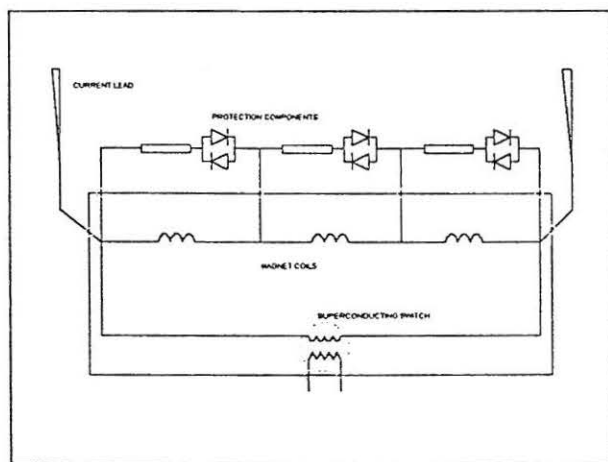 CURRENT LEAD
PROTECTION COMPONENTS
MAGNET COILS
SUPERCONDUCTING SWITCH